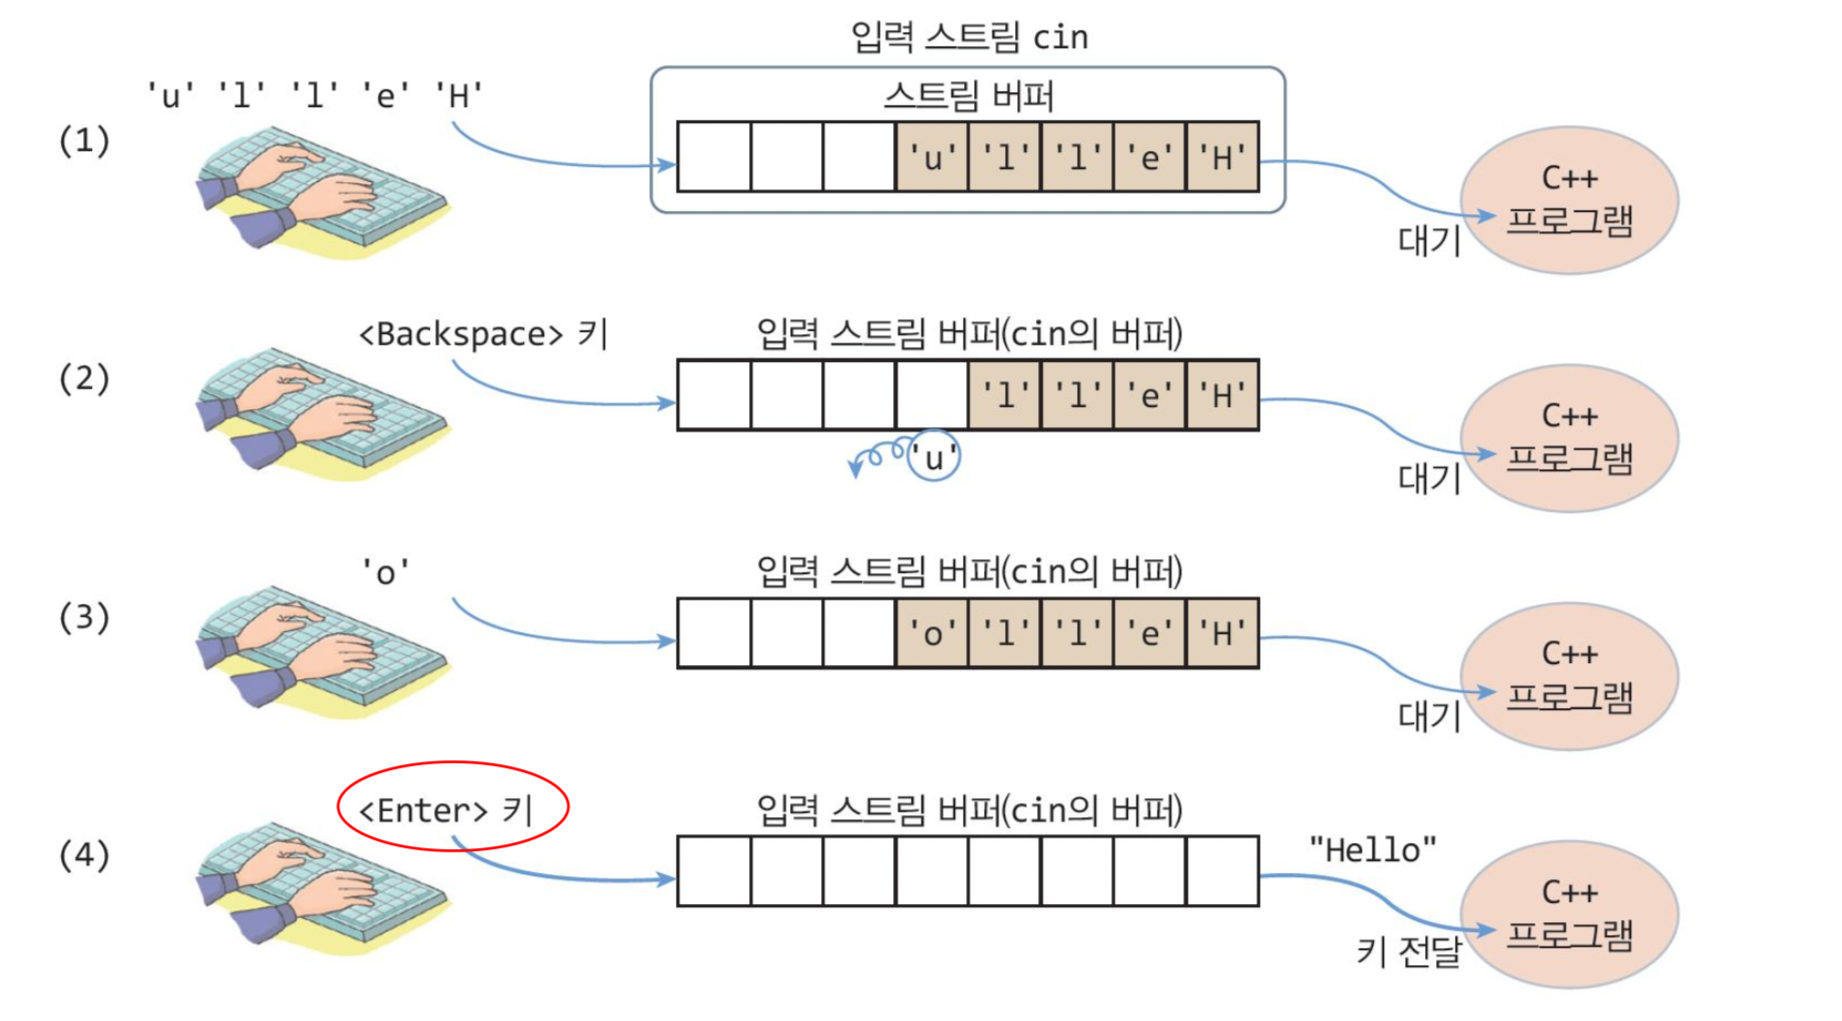 입력 스트림 cin
'u' 'l' 'l' 'e' 'H'
스트림 버퍼
(1)
'u' 'l' 'l' 'e' 'H'
C++
프로그램
대기
<Backspace> 키
입력 스트림 버퍼(cin의 버퍼)
(2)
'l' 'l' 'e' 'H'
'u'
C++
프로그램
대기
'o'
입력 스트림 버퍼(cin의 버퍼)
(3)
'o' 'l' 'l' 'e' 'H'
C++
프로그램
대기
<Enter> 키
입력 스트림 버퍼(cin의 버퍼)
(4)
"Hello"
C++
프로그램
키 전달